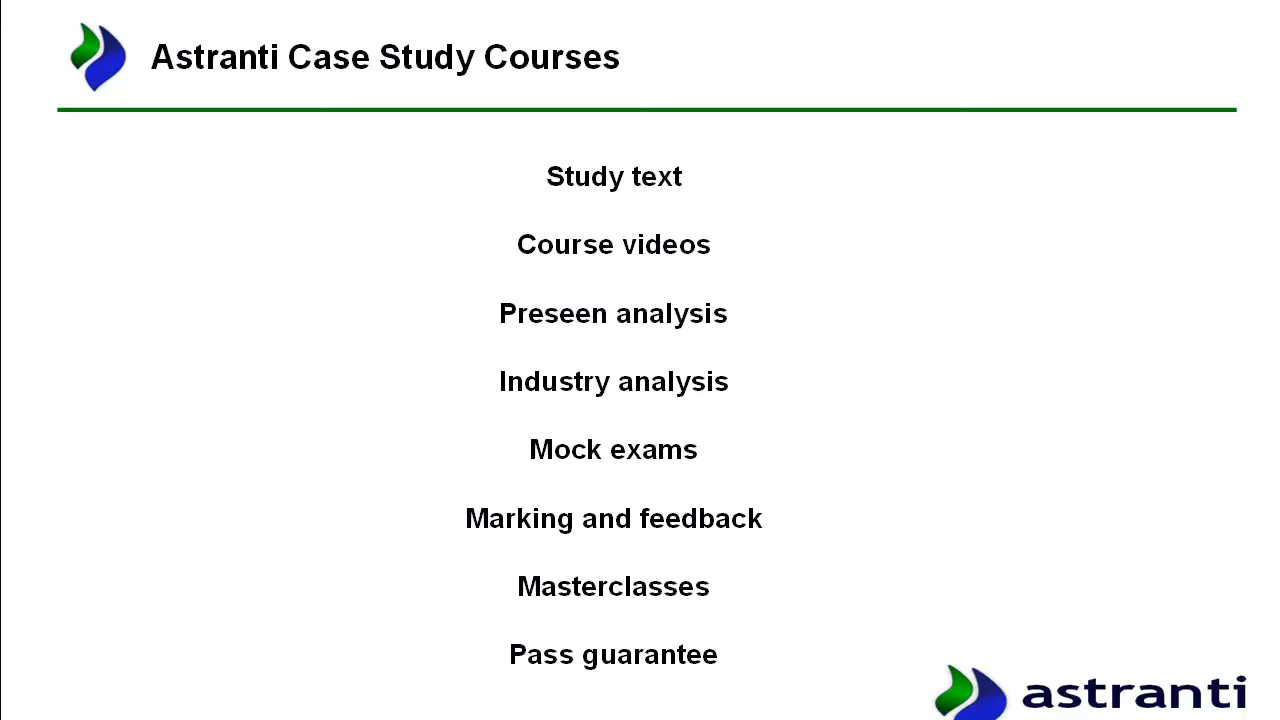 Astranti Case Study Courses
Study text
Course videos
Preseen analysis
Industry analysis
Mock exams
Marking and feedback
Masterclasses
Pass guarantee
astranti